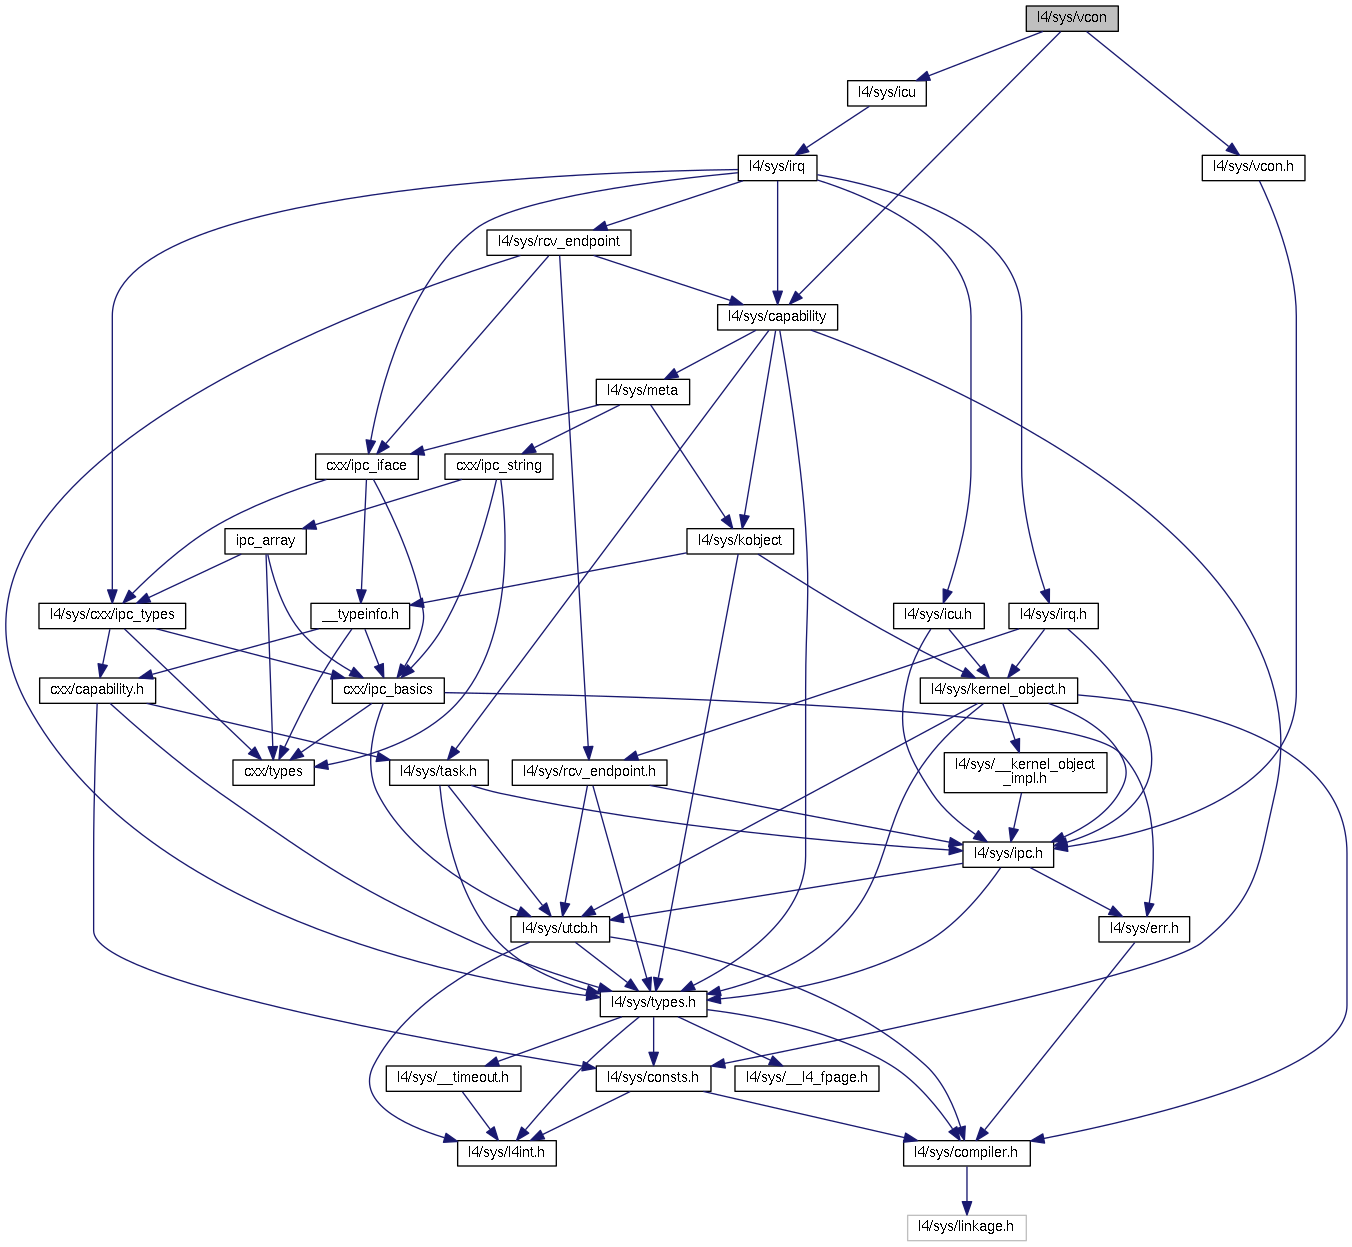 l4/sys/vcon
l4/sys/icu
l4/sys/irq
l4/sys/vcon.h
l4/sys/rcv_endpoint
l4/sys/capability
l4/sys/meta
cxx/ipc_iface
cxx/ipc_string
ipc_array
l4/sys/kobject
l4/sys/cxx/ipc_types
__typeinfo.h
l4/sys/icu.h
l4/sys/irq.h
cxx/capability.h
cxx/ipc_basics
l4/sys/kernel_object.h
cxx/types
l4/sys/task.h
l4/sys/rcv_endpoint.h
l4/sys/__kernel_object
_impl.h
l4/sys/ipc.h
l4/sys/utcb.h
l4/sys/err.h
l4/sys/types.h
l4/sys/__timeout.h
l4/sys/consts.h
l4/sys/__l4_fpage.h
l4/sys/l4int.h
l4/sys/compiler.h
l4/sys/linkage.h